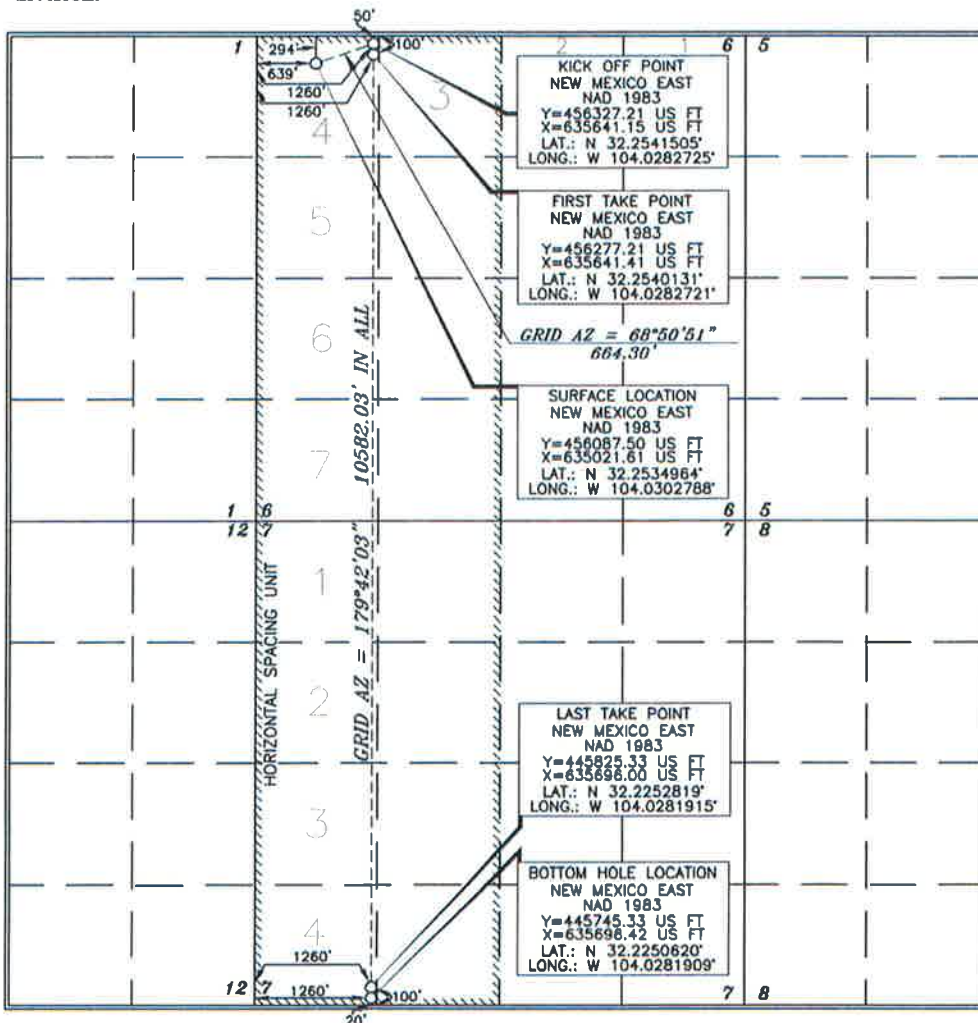 50'
1
294'
100'
2
1
6 5
639'
3
1260'
1260'
4
KICK OFF POINT
NEW MEXICO EAST
NAD 1983
Y=456327.21 US FT
X=635641.15 US FT
LAT.: N 32.2541505°
LONG.: W 104.0282725°
5
FIRST TAKE POINT
NEW MEXICO EAST
NAD 1983
Y=456277.21 US FT
X=635641.41 US FT
LAT.: N 32.2540131°
LONG.: W 104.0282721°
6
10582.03' IN ALL
GRID AZ = 68°50'51"
664.30'
SURFACE LOCATION
NEW MEXICO EAST
NAD 1983
Y=456087.50 US FT
X=635021.61 US FT
LAT.: N 32.2534964°
LONG.: W 104.0302788°
7
1 6
6 5
12 7
7 8
1
GRID AZ = 179°42'03"
HORIZONTAL SPACING UNIT
2
LAST TAKE POINT
NEW MEXICO EAST
NAD 1983
Y=445825.33 US FT
X=635698.00 US FT
LAT.: N 32.2252819°
LONG.: W 104.0281915°
3
BOTTOM HOLE LOCATION
NEW MEXICO EAST
NAD 1983
Y=445745.33 US FT
X=635698.42 US FT
LAT.: N 32.2250620°
LONG.: W 104.0281909°
4
1260'
12 7
1260'
100'
7 8
20'